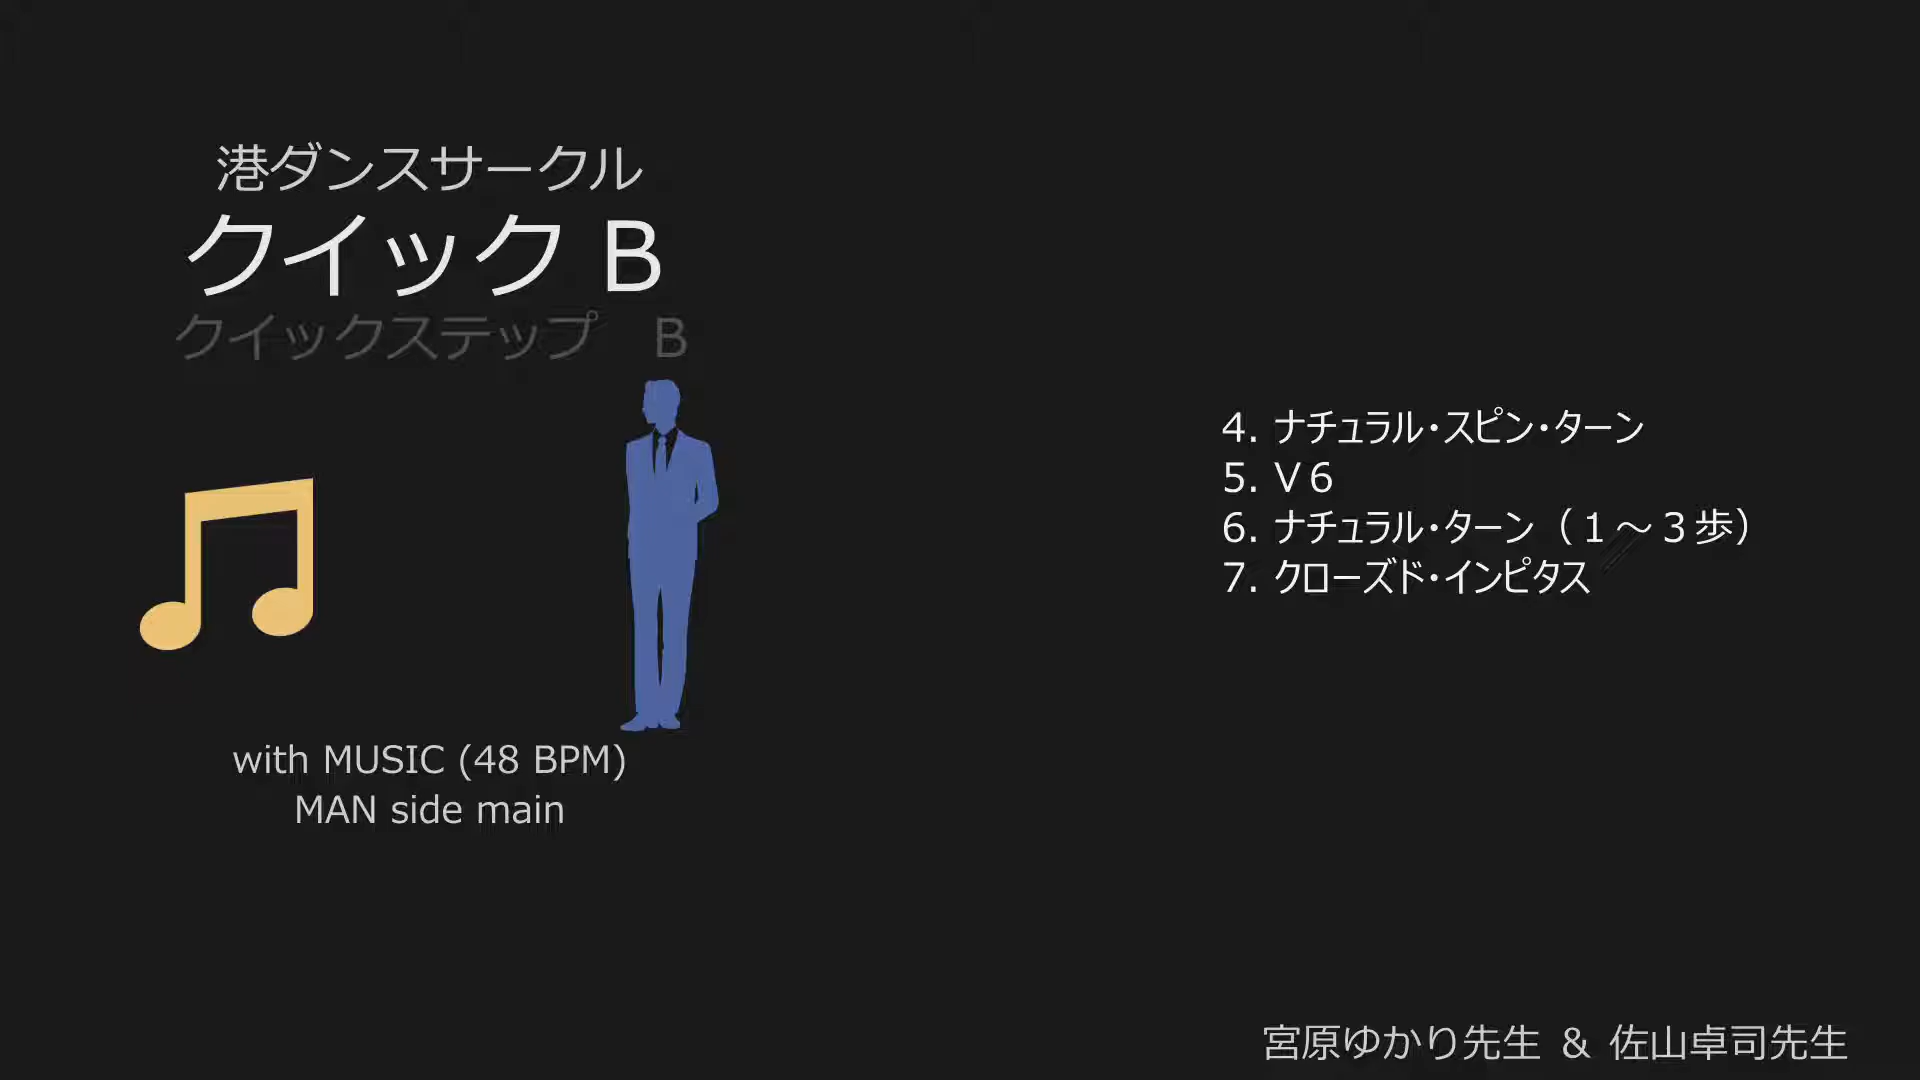 港ダンスサークル
クイック B
クイックステップ　B
with MUSIC (48 BPM)
MAN side main
4. ナチュラル・スピン・ターン
5. Ｖ６
6. ナチュラル・ターン（１～３歩）
7. クローズド・インピタス
宮原ゆかり先生 & 佐山卓司先生